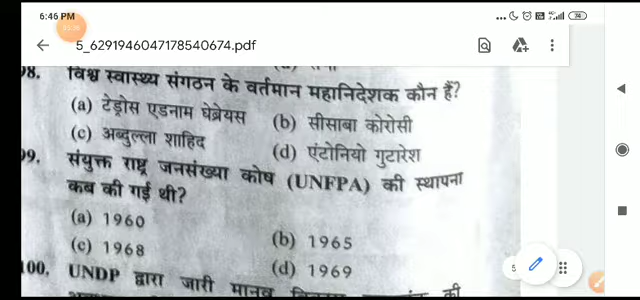 6:46 PM
26
5_6291946047178540674.pdf
98. विश्व स्वास्थ्य संगठन के वर्तमान महानिदेशक कौन हैं?
(a) टेड्रोस एडनाम घेब्रेयस (b) सीसाबा कोरोसी
(c) अब्दुल्ला शाहिद (d) एंटोनियो गुटारेश
99. संयुक्त राष्ट्र जनसंख्या कोष (UNFPA) की स्थापना
कब की गई थी?
(a) 1960 (b) 1965
(c) 1968 (d) 1969
100. UNDP द्वारा जारी मानव की
5